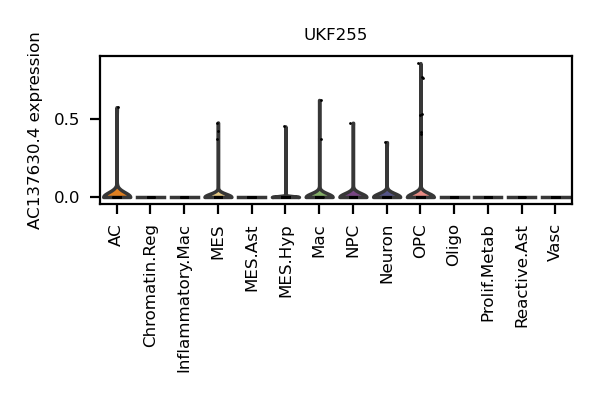 UKF255
AC137630.4 expression
0.5
0.0
AC
Chromatin.Reg
Inflammatory.Mac
MES
MES.Ast
MES.Hyp
Mac
NPC
Neuron
OPC
Oligo
Prolif.Metab
Reactive.Ast
Vasc